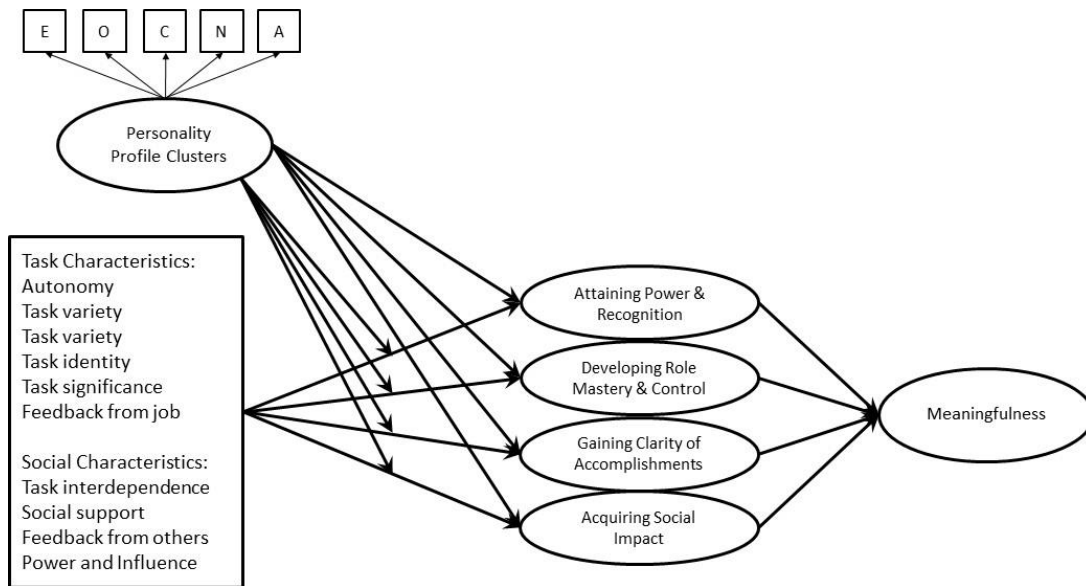 E O C N A
Personality
Profile Clusters
Task Characteristics:
Autonomy
Task variety
Task variety
Task identity
Task significance
Feedback from job
Social Characteristics:
Task interdependence
Social support
Feedback from others
Power and Influence
Attaining Power &
Recognition
Developing Role
Mastery & Control
Gaining Clarity of
Accomplishments
Acquiring Social
Impact
Meaningfulness